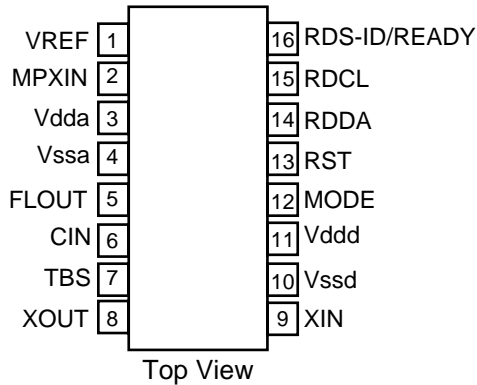 VREF 1 16 RDS-ID/READY
MPXIN 2 15 RDCL
Vdda 3 14 RDDA
Vssa 4 13 RST
FLOUT 5 12 MODE
CIN 6 11 Vddd
TBS 7 10 Vssd
XOUT 8 9 XIN
Top View